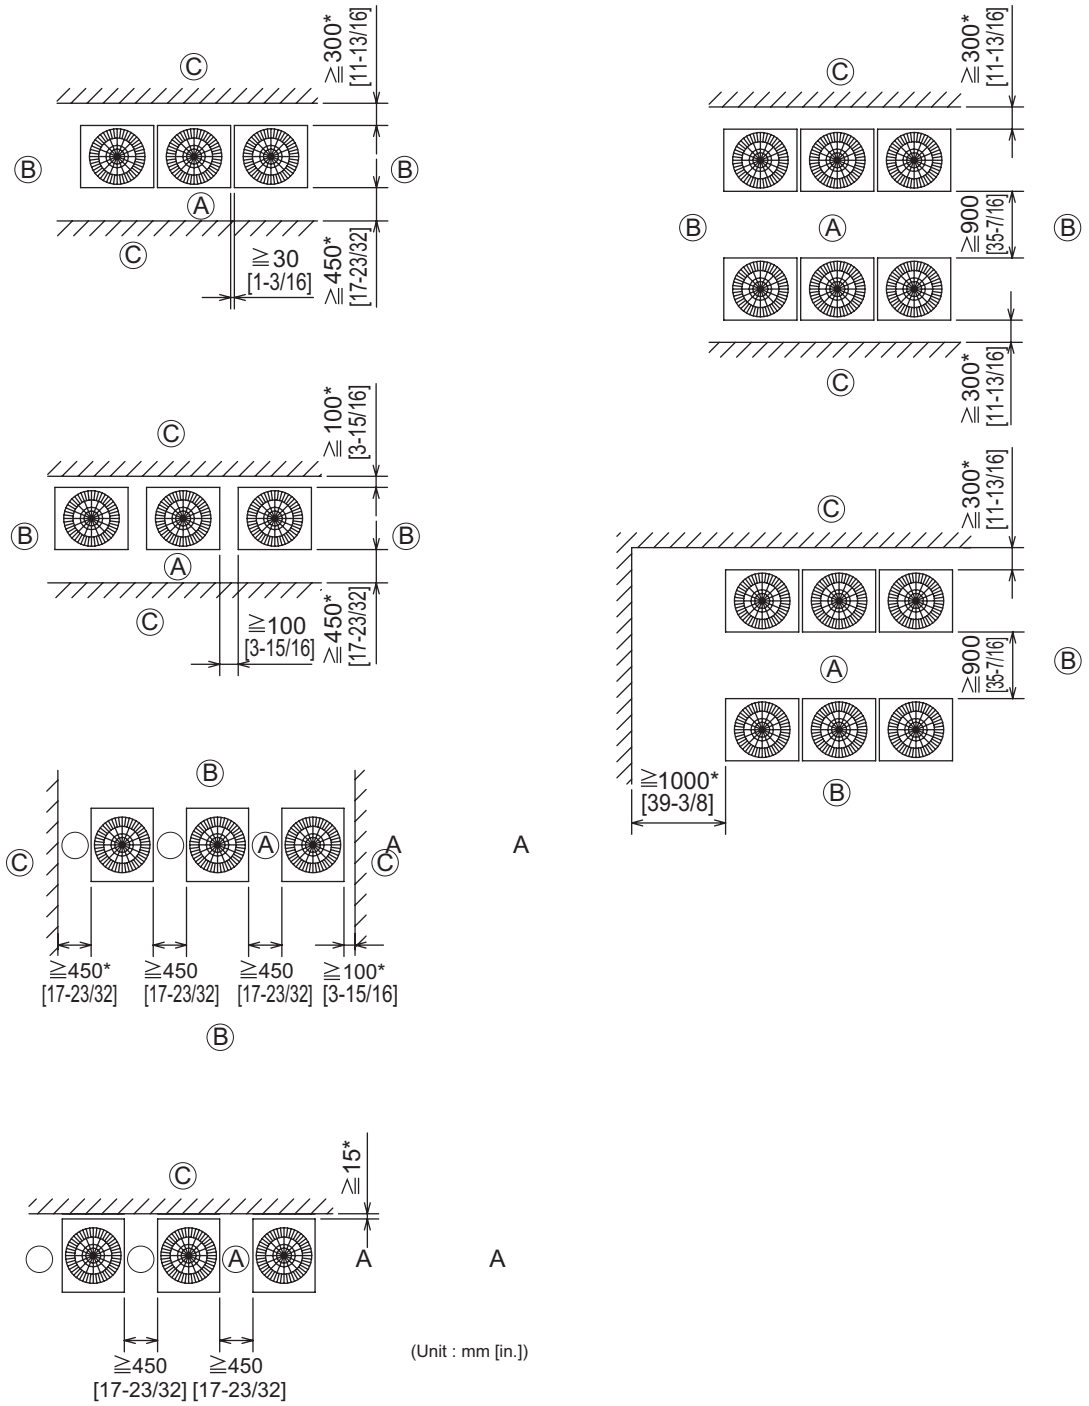 ≧300*
[11-13/16]
C
B
B
A
C
≧30
[1-3/16]
≧450*
[17-23/32]
≧100*
[3-15/16]
C
B
B
A
C
≧100
[3-15/16]
≧450*
[17-23/32]
B
C
A
A
C
A
≧450*
[17-23/32]
≧450
[17-23/32]
≧450
[17-23/32]
≧100*
[3-15/16]
B
C
≧15*
A
A
A
≧450
[17-23/32]
≧450
[17-23/32]
(Unit : mm [in.])
≧300*
[11-13/16]
C
B
A
≧900
[35-7/16]
B
C
≧300*
[11-13/16]
≧300*
[11-13/16]
C
A
≧900
[35-7/16]
B
≧1000*
[39-3/8]
B